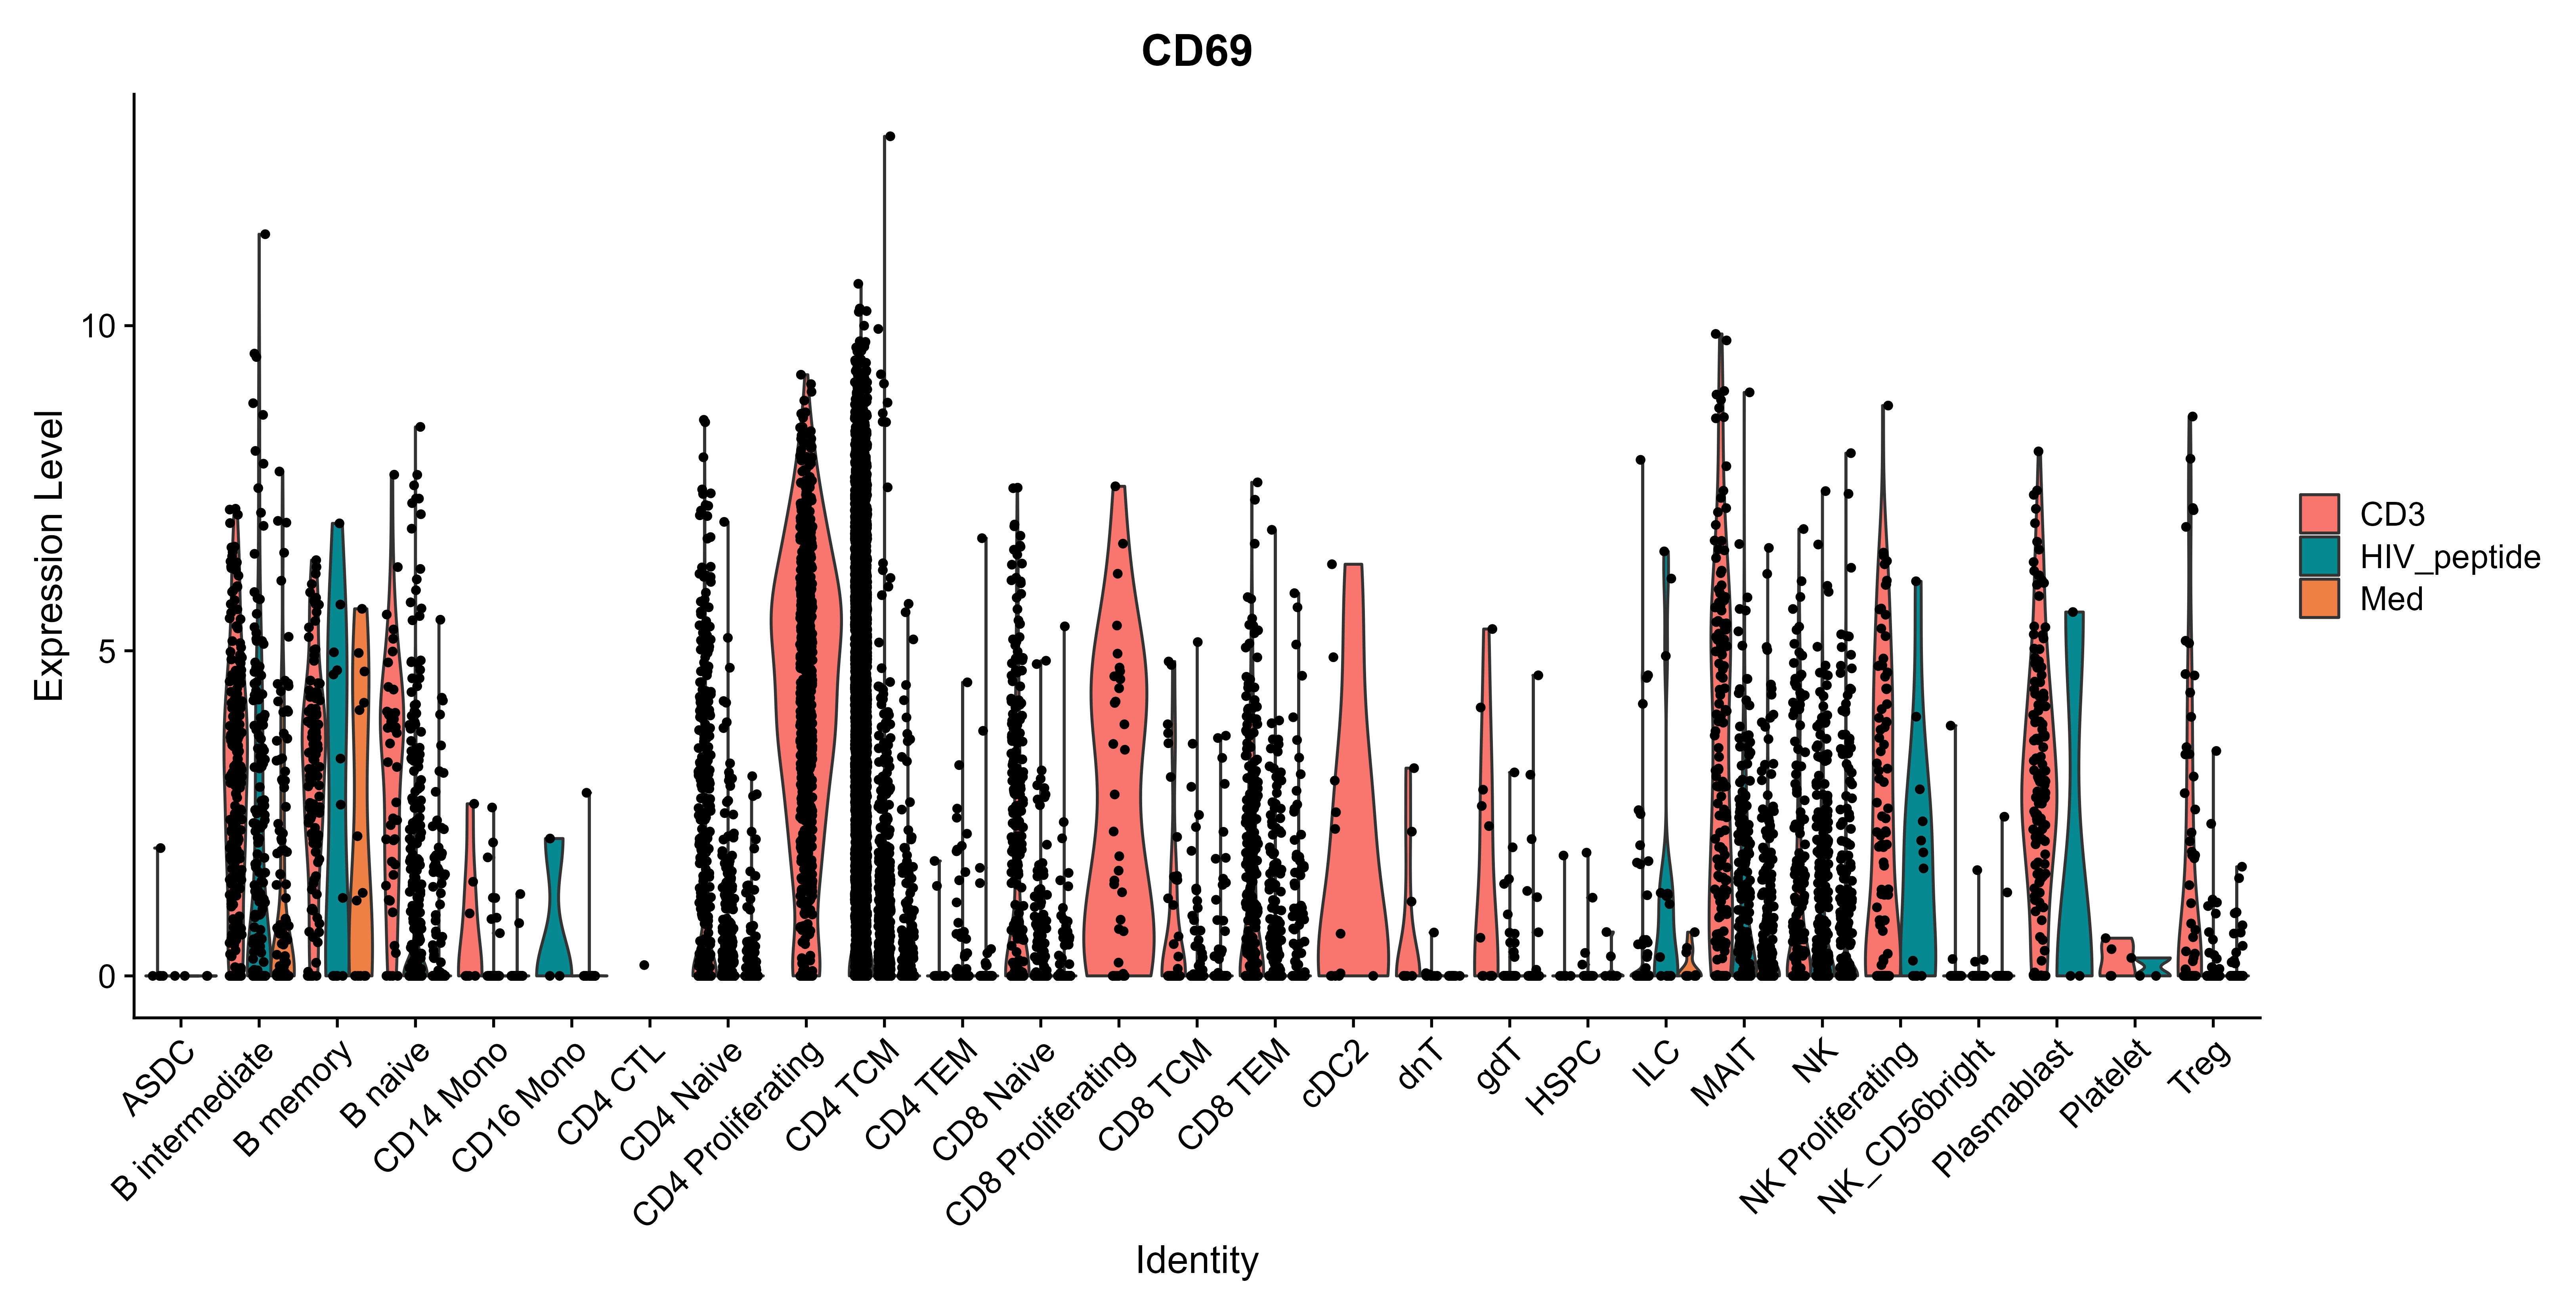 CD69
Expression Level
10
5
0
ASDC
B intermediate
B memory
B naive
CD14 Mono
CD16 Mono
CD4 CTL
CD4 Naive
CD4 Proliferating
CD4 TCM
CD4 TEM
CD8 Naive
CD8 Proliferating
CD8 TCM
CD8 TEM
cDC2
dnT
gdT
HSPC
ILC
MAIT
NK
NK Proliferating
NK_CD56bright
Plasmablast
Platelet
Treg
Identity
CD3
HIV_peptide
Med